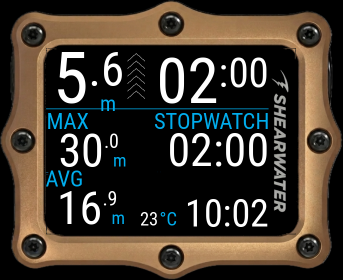 5.6 m 02:00
MAX STOPWATCH
30.0 m 02:00
AVG
16.9 m 23°C 10:02
SHEARWATER